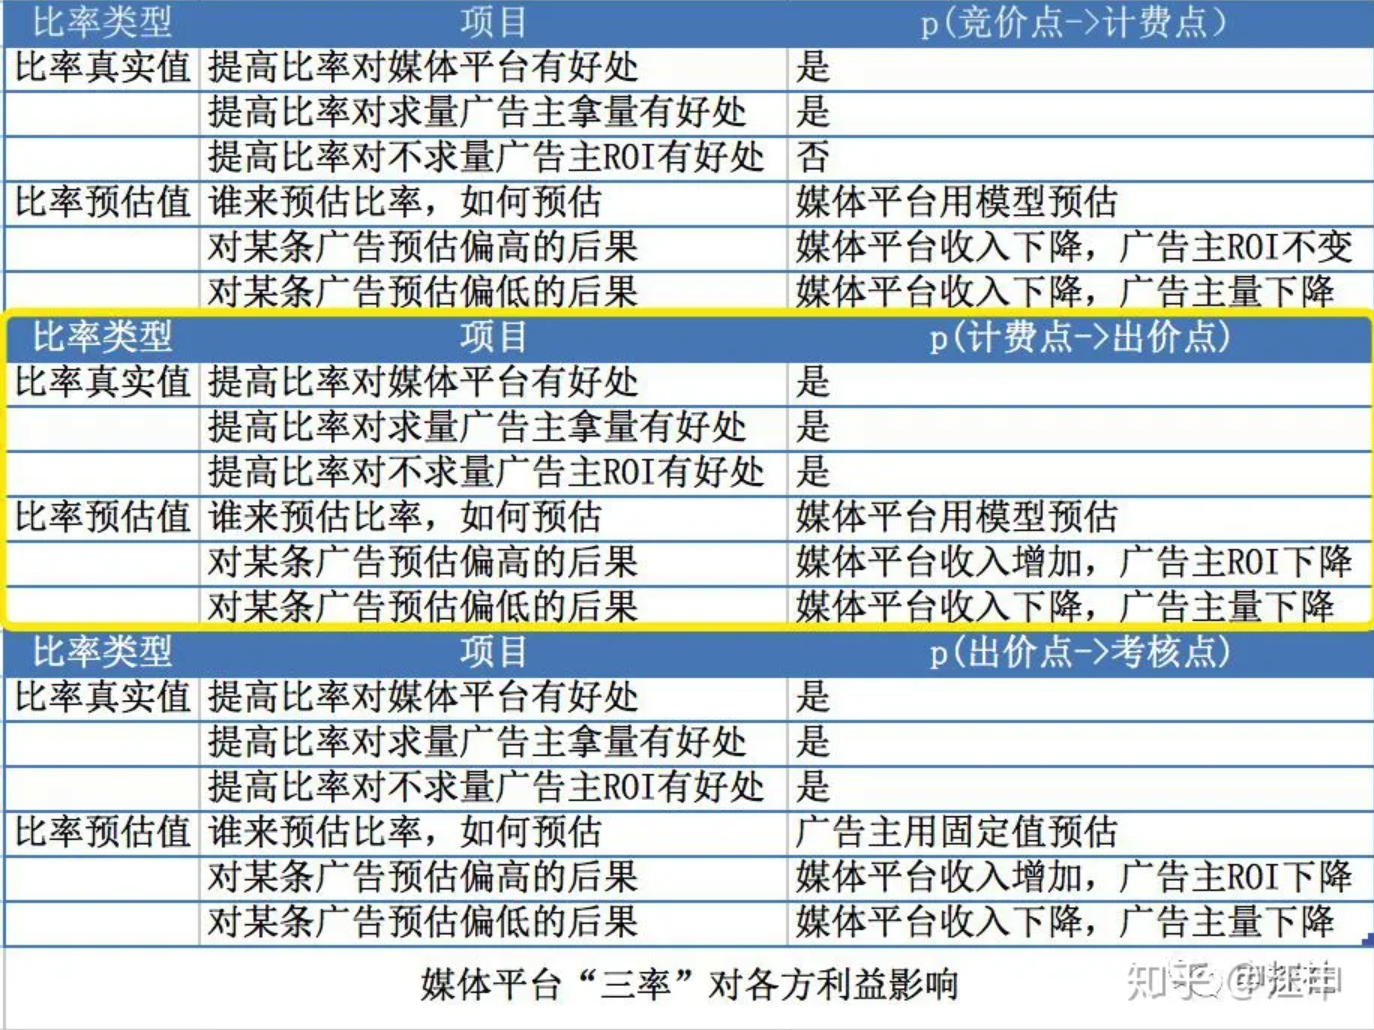 比率类型 项目 p(竞价点->计费点)
比率真实值 提高比率对媒体平台有好处 是
提高比率对求量广告主拿量有好处 是
提高比率对不求量广告主ROI有好处 否
比率预估值 谁来预估比率，如何预估 媒体平台用模型预估
对某条广告预估偏高的后果 媒体平台收入下降，广告主ROI不变
对某条广告预估偏低的后果 媒体平台收入下降，广告主量下降
比率类型 项目 p(计费点->出价点)
比率真实值 提高比率对媒体平台有好处 是
提高比率对求量广告主拿量有好处 是
提高比率对不求量广告主ROI有好处 是
比率预估值 谁来预估比率，如何预估 媒体平台用模型预估
对某条广告预估偏高的后果 媒体平台收入增加，广告主ROI下降
对某条广告预估偏低的后果 媒体平台收入下降，广告主量下降
比率类型 项目 p(出价点->考核点)
比率真实值 提高比率对媒体平台有好处 是
提高比率对求量广告主拿量有好处 是
提高比率对不求量广告主ROI有好处 是
比率预估值 谁来预估比率，如何预估 广告主用固定值预估
对某条广告预估偏高的后果 媒体平台收入增加，广告主ROI下降
对某条广告预估偏低的后果 媒体平台收入下降，广告主量下降
媒体平台“三率”对各方利益影响
知乎